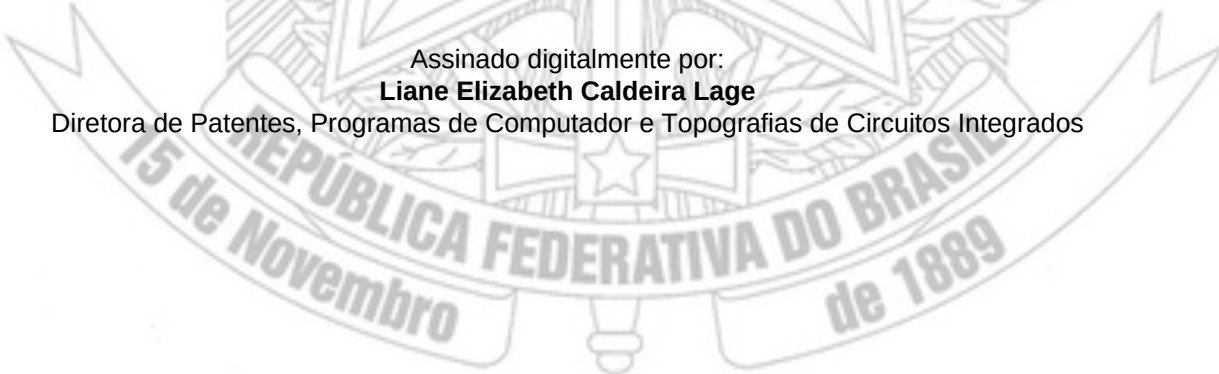 Assinado digitalmente por:
Liane Elizabeth Caldeira Lage
Diretora de Patentes, Programas de Computador e Topografias de Circuitos Integrados
REPÚBLICA FEDERATIVA DO BRASIL
15 de Novembro
de 1889